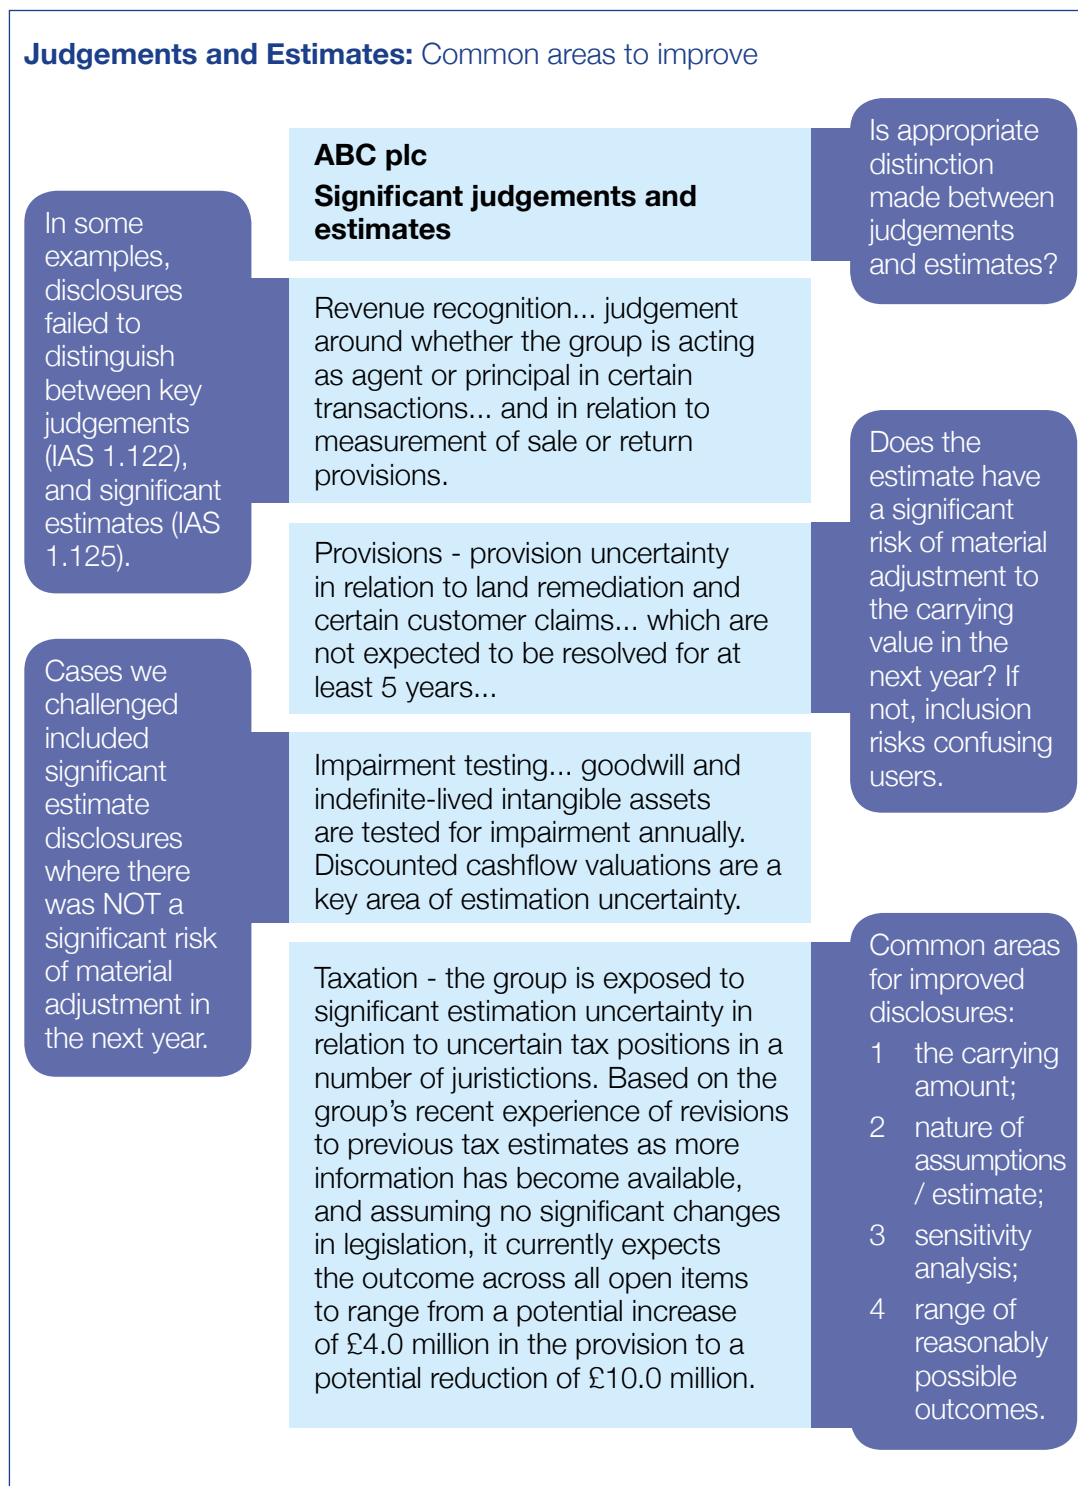 Judgements and Estimates: Common areas to improve
ABC plc
Significant judgements and
estimates
Is appropriate
distinction
made between
judgements
and estimates?
In some
examples,
disclosures
failed to
distinguish
between key
judgements
(IAS 1.122),
and significant
estimates (IAS
1.125).
Revenue recognition... judgement
around whether the group is acting
as agent or principal in certain
transactions... and in relation to
measurement of sale or return
provisions.
Does the
estimate have
a significant
risk of material
adjustment to
the carrying
value in the
next year? If
not, inclusion
risks confusing
users.
Provisions - provision uncertainty
in relation to land remediation and
certain customer claims... which are
not expected to be resolved for at
least 5 years...
Cases we
challenged
included
significant
estimate
disclosures
where there
was NOT a
significant risk
of material
adjustment in
the next year.
Impairment testing... goodwill and
indefinite-lived intangible assets
are tested for impairment annually.
Discounted cashflow valuations are a
key area of estimation uncertainty.
Taxation - the group is exposed to
significant estimation uncertainty in
relation to uncertain tax positions in a
number of juristictions. Based on the
group's recent experience of revisions
to previous tax estimates as more
information has become available,
and assuming no significant changes
in legislation, it currently expects
the outcome across all open items
to range from a potential increase
of £4.0 million in the provision to a
potential reduction of £10.0 million.
Common areas
for improved
disclosures:
1 the carrying
amount;
2 nature of
assumptions
/ estimate;
3 sensitivity
analysis;
4 range of
reasonably
possible
outcomes.